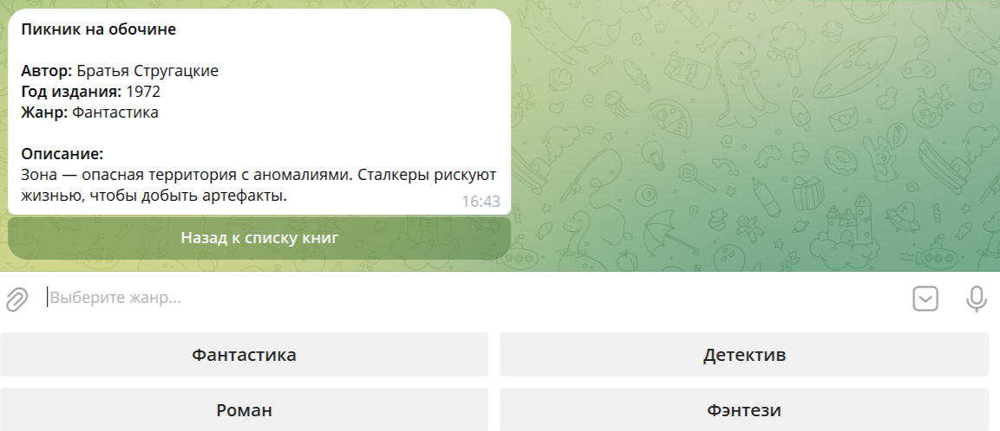 Пикник на обочине
Автор: Братья Стругацкие
Год издания: 1972
Жанр: Фантастика
Описание:
Зона — опасная территория с аномалиями. Сталкеры рискуют
жизнью, чтобы добыть артефакты.
16:43
Назад к списку книг
Выберите жанр...
Фантастика
Детектив
Роман
Фэнтези